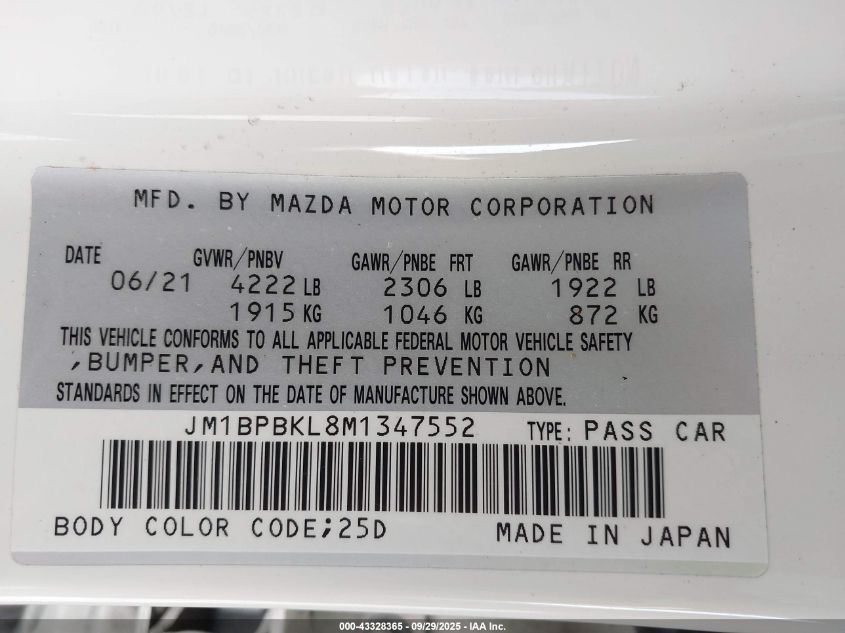 MFD. BY MAZDA MOTOR CORPORATION
DATE GVWR/PNBV GAWR/PNBE FRT GAWR/PNBE RR
06/21 4222 LB 2306 LB 1922 LB
1915 KG 1046 KG 872 KG
THIS VEHICLE CONFORMS TO ALL APPLICABLE FEDERAL MOTOR VEHICLE SAFETY
,BUMPER,AND THEFT PREVENTION
STANDARDS IN EFFECT ON THE DATE OF MANUFACTURE SHOWN ABOVE.
JM1BPBKL8M1347552 TYPE: PASS CAR
BODY COLOR CODE;25D MADE IN JAPAN
000-43328365 - 09/29/2025 - IAA Inc.